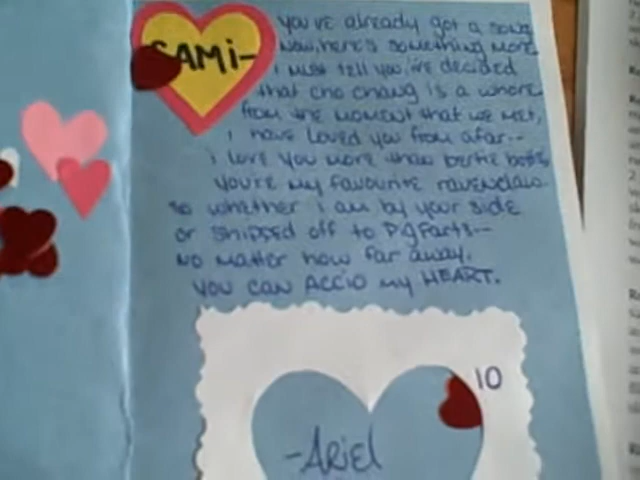 SAMi-
you've already got a song
Now, here's something more
i must tell you, i've decided
that cho chang is a whore
from the moment that we met,
i have loved you from afar--
i love you more than bertie botts
you're my favourite ravenclaw.
so whether i am by your side
or shipped off to pigfarts--
no matter how far away,
you can ACCIO my HEART.
10
-Ariel